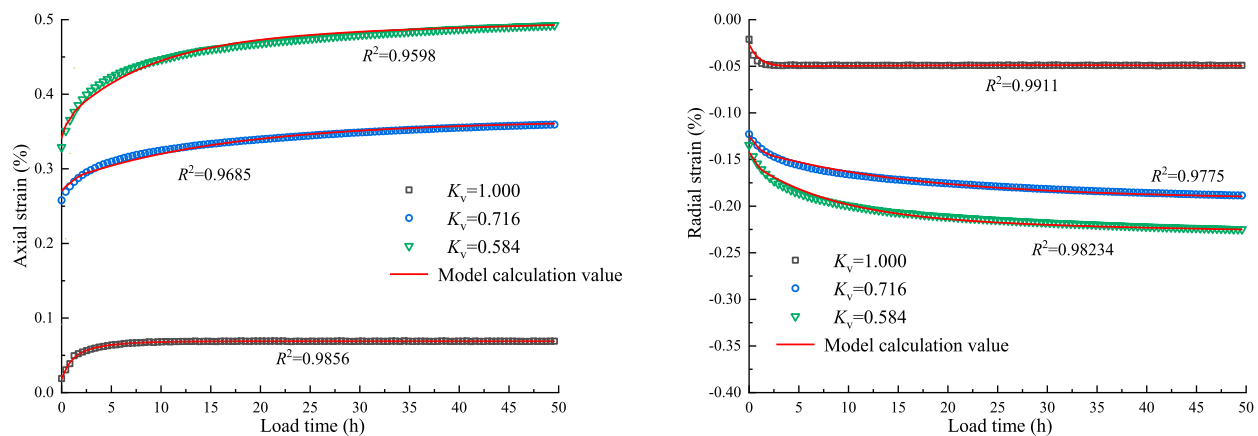 0.5
0.4
0.3
0.2
0.1
0.0
Axial strain (%)
R²=0.9598
R²=0.9685
R²=0.9856
Kv=1.000
Kv=0.716
Kv=0.584
Model calculation value
0 5 10 15 20 25 30 35 40 45 50
Load time (h)
-0.05
-0.10
-0.15
-0.20
-0.25
-0.30
-0.35
-0.40
Radial strain (%)
R²=0.9911
R²=0.9775
R²=0.98234
Kv=1.000
Kv=0.716
Kv=0.584
Model calculation value
0 5 10 15 20 25 30 35 40 45 50
Load time (h)